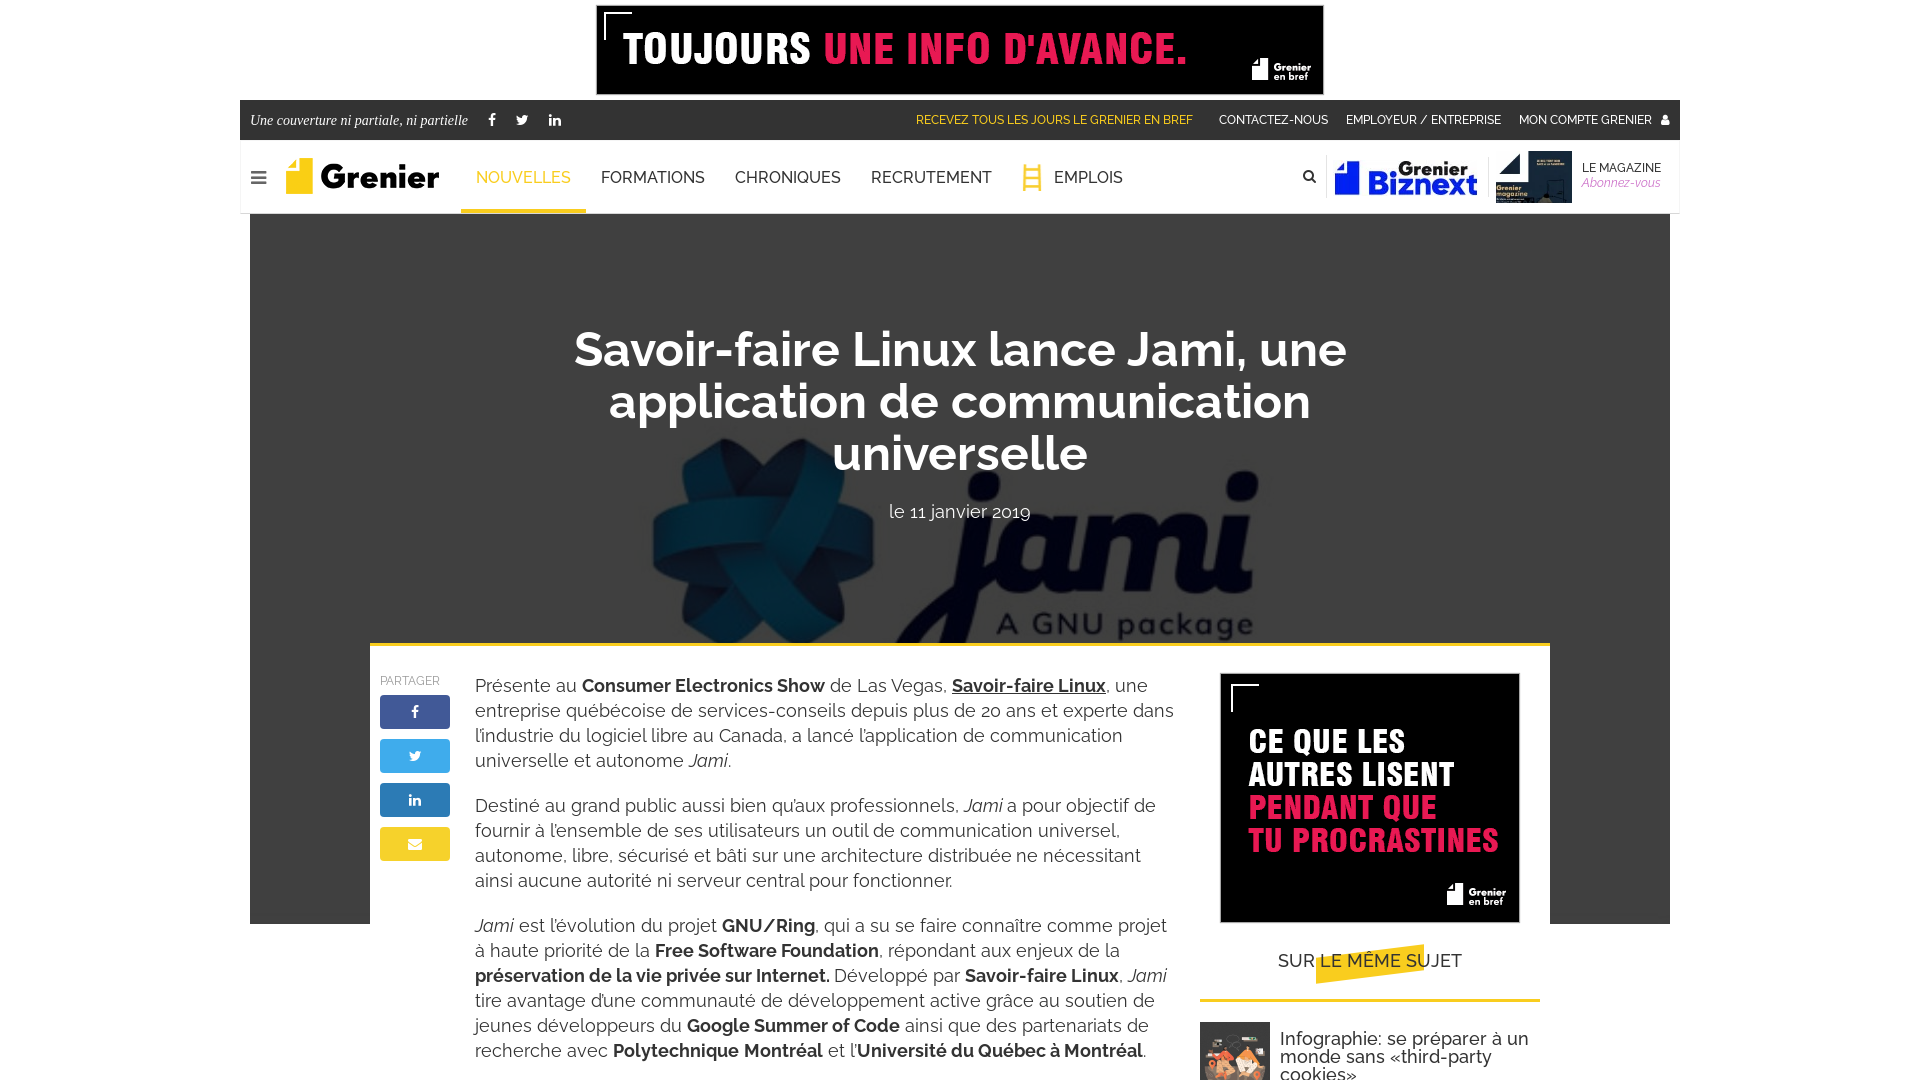 TOUJOURS UNE INFO D'AVANCE.
Grenier
en bref
Une couverture ni partiale, ni partielle
RECEVEZ TOUS LES JOURS LE GRENIER EN BREF
CONTACTEZ-NOUS
EMPLOYEUR / ENTREPRISE
MON COMPTE GRENIER
Grenier
NOUVELLES
FORMATIONS
CHRONIQUES
RECRUTEMENT
EMPLOIS
Grenier
Biznext
Grenier
magazine
LE MAGAZINE
Abonnez-vous
Savoir-faire Linux lance Jami, une
application de communication
universelle
le 11 janvier 2019
jami
A GNU package
PARTAGER
Présente au Consumer Electronics Show de Las Vegas, Savoir-faire Linux, une
entreprise québécoise de services-conseils depuis plus de 20 ans et experte dans
l’industrie du logiciel libre au Canada, a lancé l’application de communication
universelle et autonome Jami.
Destiné au grand public aussi bien qu’aux professionnels, Jami a pour objectif de
fournir à l’ensemble de ses utilisateurs un outil de communication universel,
autonome, libre, sécurisé et bâti sur une architecture distribuée ne nécessitant
ainsi aucune autorité ni serveur central pour fonctionner.
Jami est l’évolution du projet GNU/Ring, qui a su se faire connaître comme projet
à haute priorité de la Free Software Foundation, répondant aux enjeux de la
préservation de la vie privée sur Internet. Développé par Savoir-faire Linux, Jami
tire avantage d’une communauté de développement active grâce au soutien de
jeunes développeurs du Google Summer of Code ainsi que des partenariats de
recherche avec Polytechnique Montréal et l’Université du Québec à Montréal.
CE QUE LES
AUTRES LISENT
PENDANT QUE
TU PROCRASTINES
Grenier
en bref
SUR LE MÊME SUJET
Infographie: se préparer à un
monde sans «third-party
cookies»